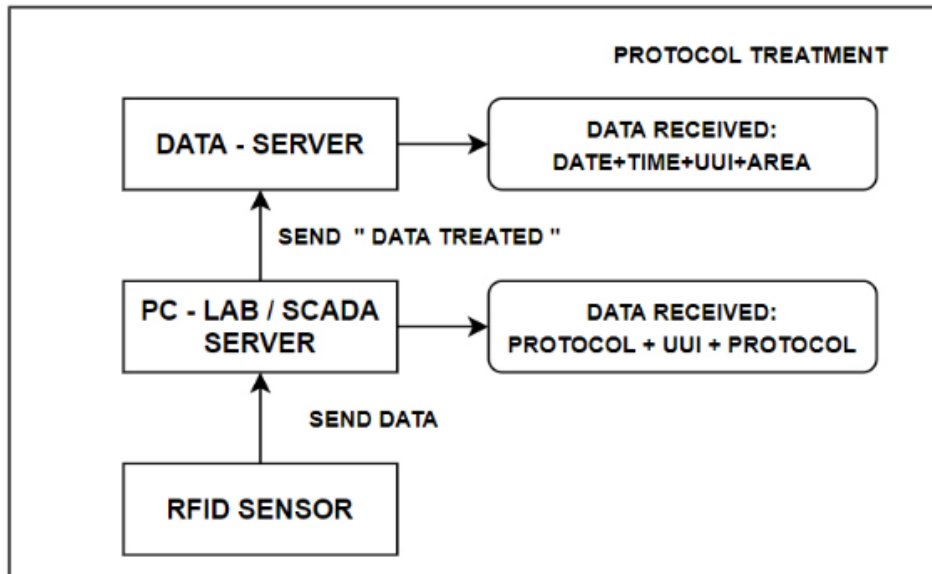 PROTOCOL TREATMENT
DATA - SERVER
DATA RECEIVED:
DATE+TIME+UUI+AREA
SEND " DATA TREATED "
PC - LAB / SCADA
SERVER
DATA RECEIVED:
PROTOCOL + UUI + PROTOCOL
SEND DATA
RFID SENSOR